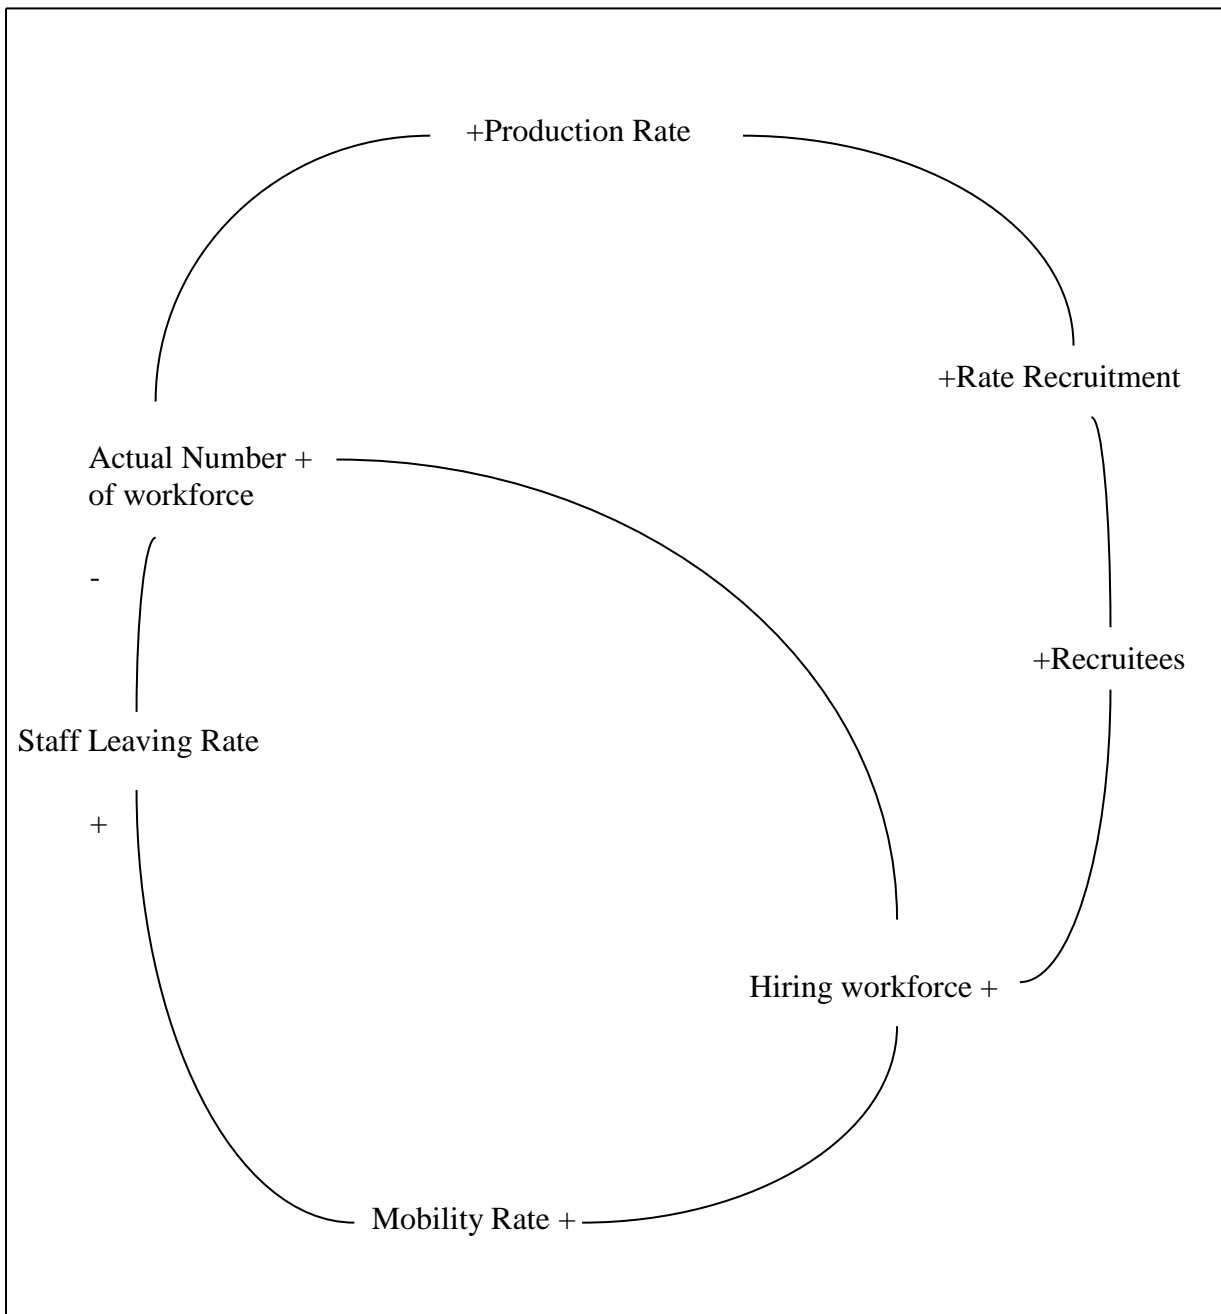 +Production Rate
+Rate Recruitment
Actual Number +
of workforce
-
+Recruitees
Staff Leaving Rate
+
Hiring workforce +
Mobility Rate +